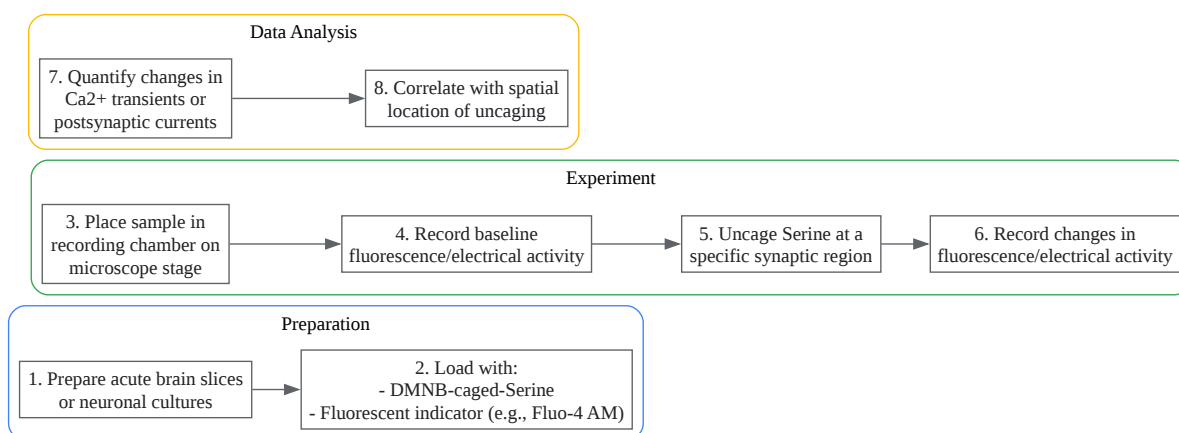 Data Analysis
7. Quantify changes in
Ca2+ transients or
postsynaptic currents
8. Correlate with spatial
location of uncaging
Experiment
3. Place sample in
recording chamber on
microscope stage
4. Record baseline
fluorescence/electrical activity
5. Uncage Serine at a
specific synaptic region
6. Record changes in
fluorescence/electrical activity
Preparation
1. Prepare acute brain slices
or neuronal cultures
2. Load with:
- DMNB-caged-Serine
- Fluorescent indicator (e.g., Fluo-4 AM)